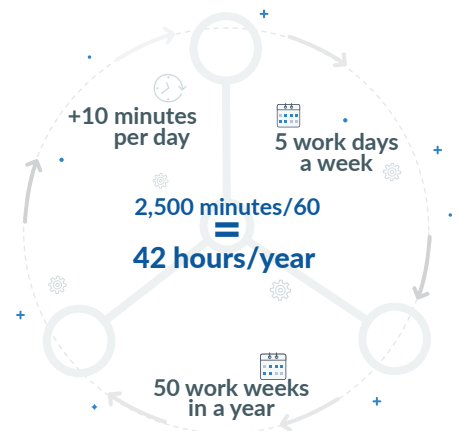 +10 minutes
per day
5 work days
a week
2,500 minutes/60
=
42 hours/year
50 work weeks
in a year